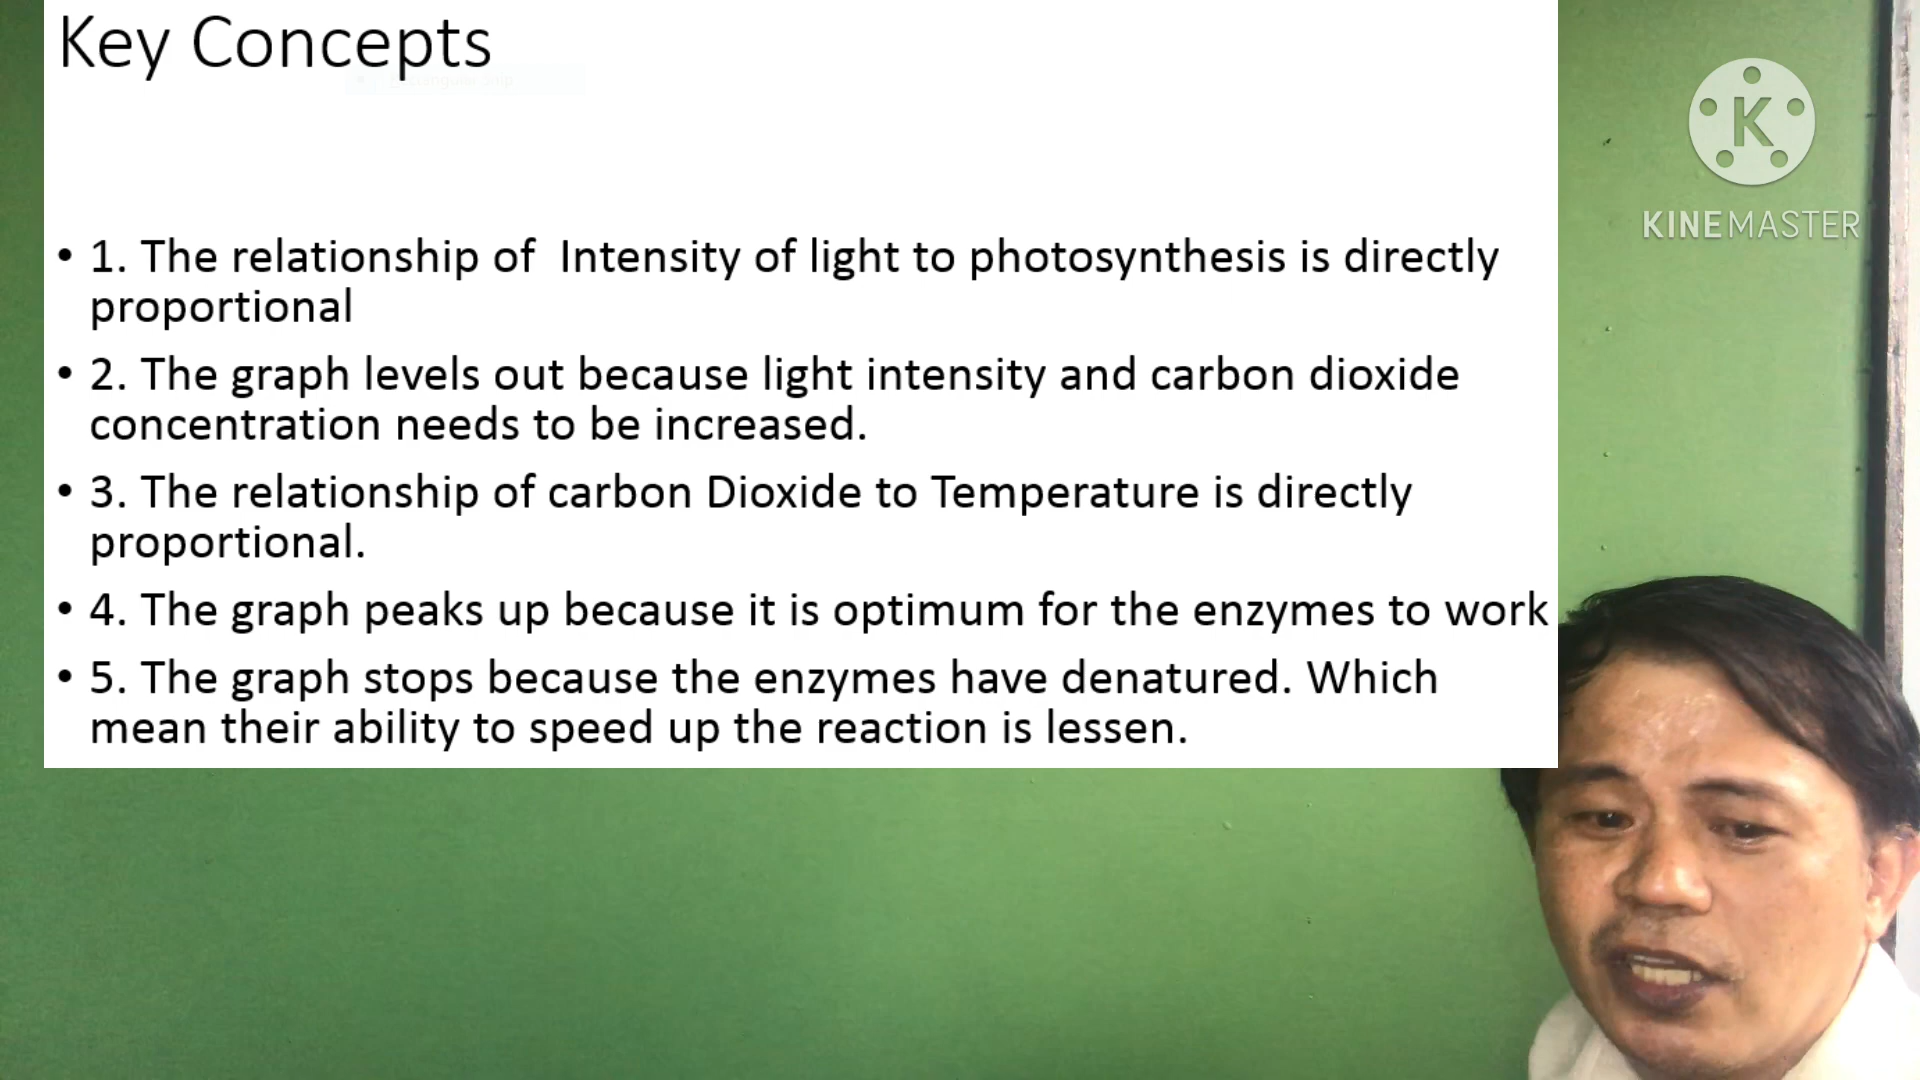 Key Concepts
• 1. The relationship of Intensity of light to photosynthesis is directly
proportional
• 2. The graph levels out because light intensity and carbon dioxide
concentration needs to be increased.
• 3. The relationship of carbon Dioxide to Temperature is directly
proportional.
• 4. The graph peaks up because it is optimum for the enzymes to work
• 5. The graph stops because the enzymes have denatured. Which
mean their ability to speed up the reaction is lessen.
K
KINEMASTER